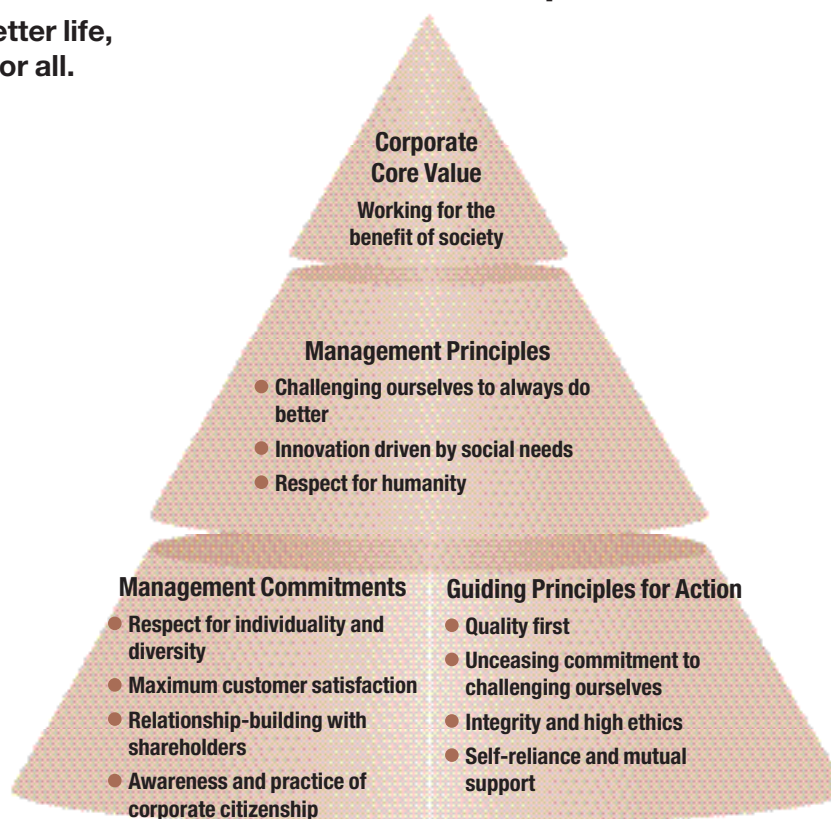 etter life,
or all.
Corporate
Core Value
Working for the
benefit of society
Management Principles
● Challenging ourselves to always do
better
● Innovation driven by social needs
● Respect for humanity
Management Commitments
● Respect for individuality and
diversity
● Maximum customer satisfaction
● Relationship-building with
shareholders
● Awareness and practice of
corporate citizenship
Guiding Principles for Action
● Quality first
● Unceasing commitment to
challenging ourselves
● Integrity and high ethics
● Self-reliance and mutual
support